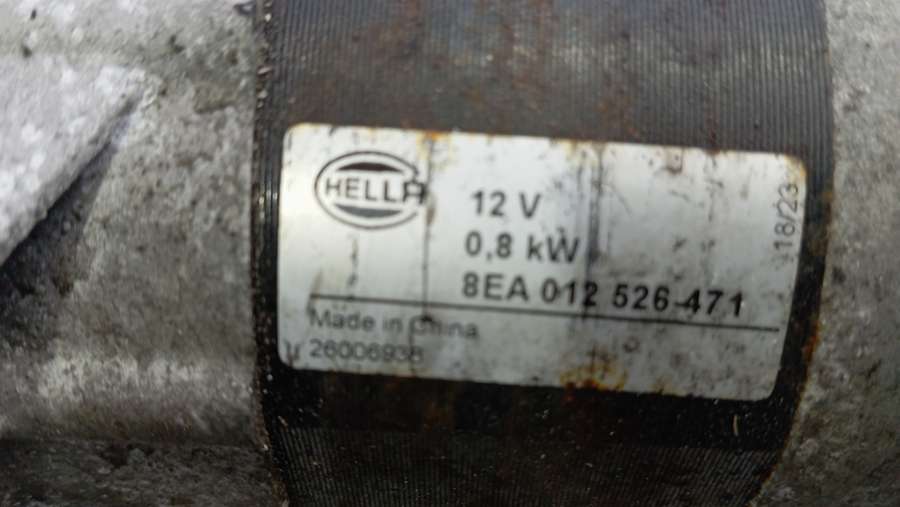 HELLA
12 V
0,8 kW
8EA 012 526-471
Made in China
26006938
18/23